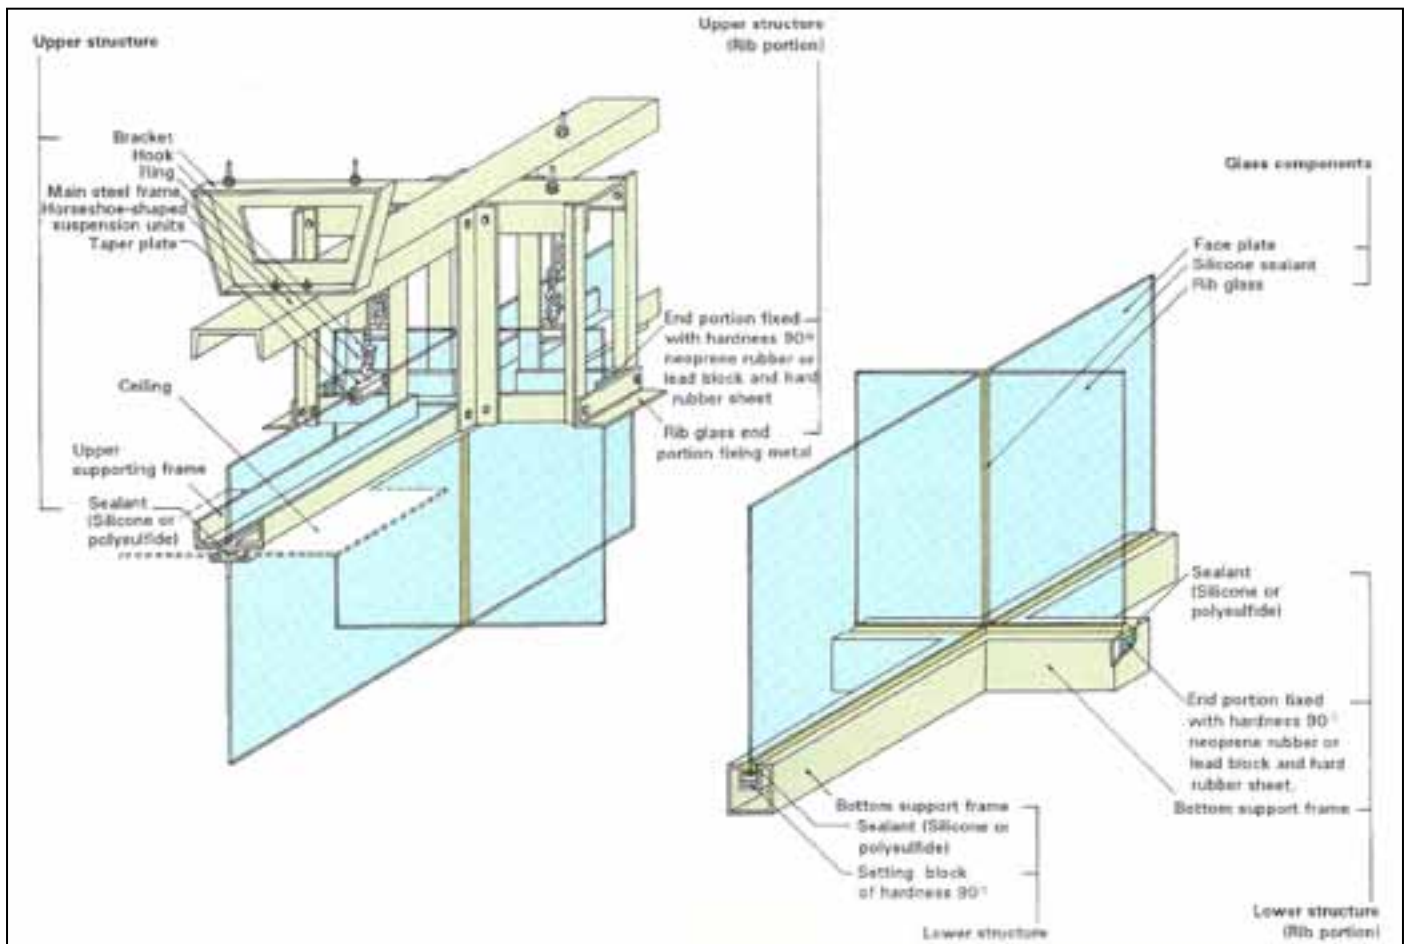 Upper structure
Bracket
Hook
Ring
Main steel frame
Horseshoe-shaped
suspension units
Taper plate
Ceiling
Upper
supporting frame
Sealant
(Silicone or
polysulfide)
Upper structure
(Rib portion)
End portion fixed
with hardness 90°
neoprene rubber or
lead block and hard
rubber sheet
Rib glass end
portion fixing metal
Glass components
Face plate
Silicone sealant
Rib glass
Sealant
(Silicone or
polysulfide)
End portion fixed
with hardness 90°
neoprene rubber or
lead block and hard
rubber sheet.
Bottom support frame
Lower structure
(Rib portion)
Bottom support frame
Sealant (Silicone or
polysulfide)
Setting block
of hardness 90°
Lower structure